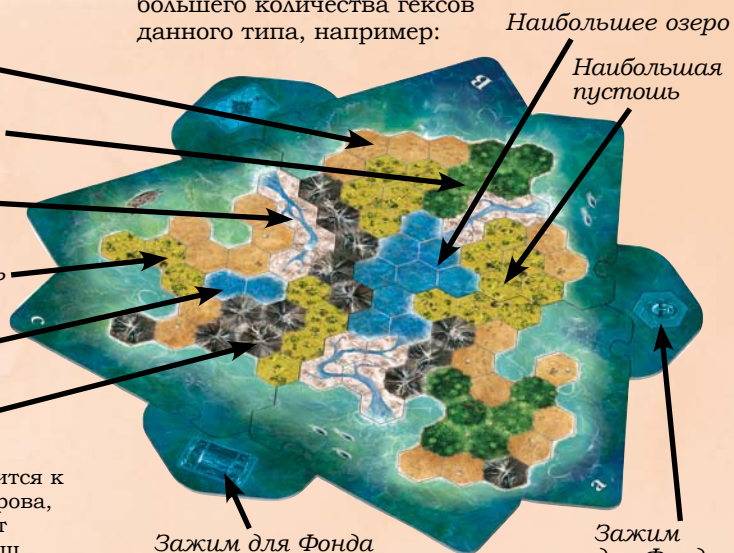 большего количества гексов
данного типа, например:
Наибольшее озеро
Наибольшая
пустошь
B
c
a
ь
ится к
рова,
т
Зажим для Фонда
Зажим